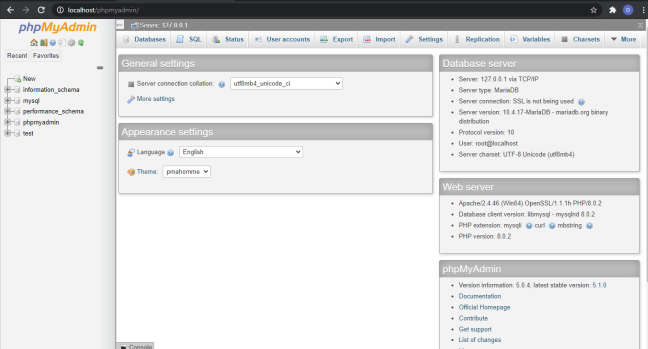 localhost/phpmyadmin/
phpMyAdmin
Recent Favorites
New
information_schema
mysql
performance_schema
phpmyadmin
test
Server: 127.0.0.1
Databases SQL Status User accounts Export Import Settings Replication Variables Charsets More
General settings
Server connection collation: utf8mb4_unicode_ci
More settings
Appearance settings
Language English
Theme: pmahomme
Database server
Server: 127.0.0.1 via TCP/IP
Server type: MariaDB
Server connection: SSL is not being used
Server version: 10.4.17-MariaDB - mariadb.org binary
distribution
Protocol version: 10
User: root@localhost
Server charset: UTF-8 Unicode (utf8mb4)
Web server
Apache/2.4.46 (Win64) OpenSSL/1.1.1h PHP/8.0.2
Database client version: libmysql - mysqlnd 8.0.2
PHP extension: mysqli curl mbstring
PHP version: 8.0.2
phpMyAdmin
Version information: 5.0.4, latest stable version: 5.1.0
Documentation
Official Homepage
Contribute
Get support
List of changes
Console